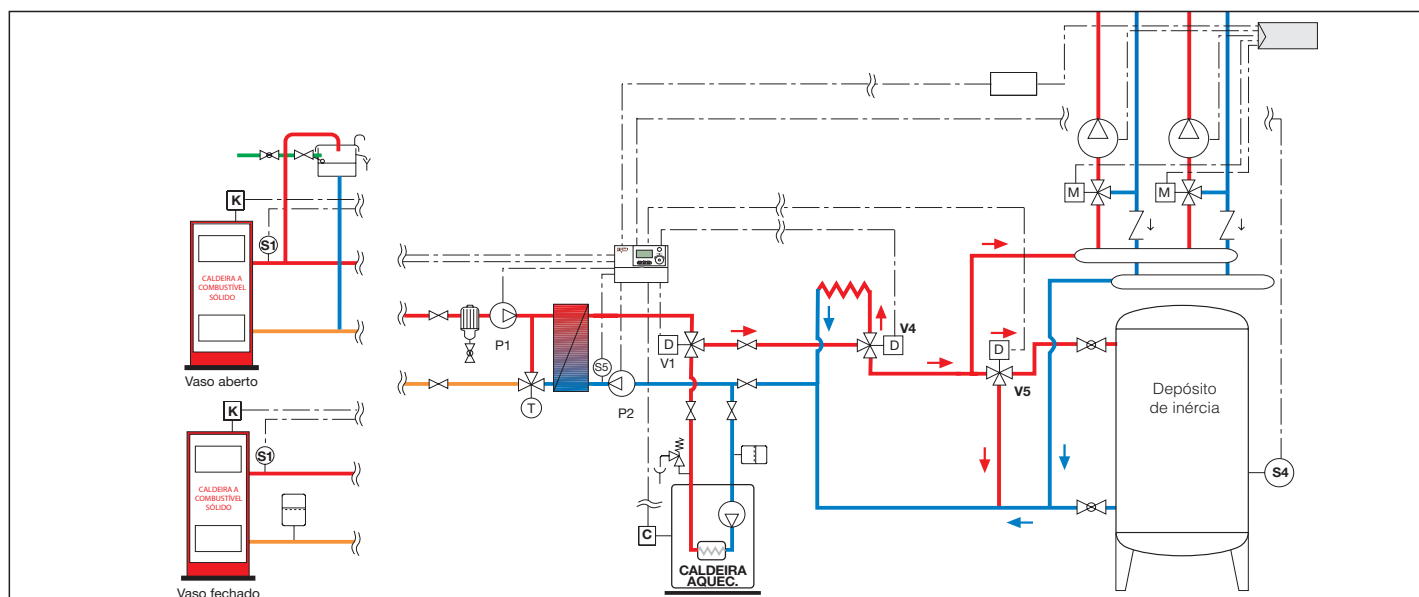 K
S1
CALDEIRA A
COMBUSTÍVEL
SÓLIDO
Vaso aberto
K
S1
CALDEIRA A
COMBUSTÍVEL
SÓLIDO
Vaso fechado
P1
T
S5
P2
D
V1
C
CALDEIRA
AQUEC.
V4
D
D
V5
M
M
Depósito
de inércia
S4